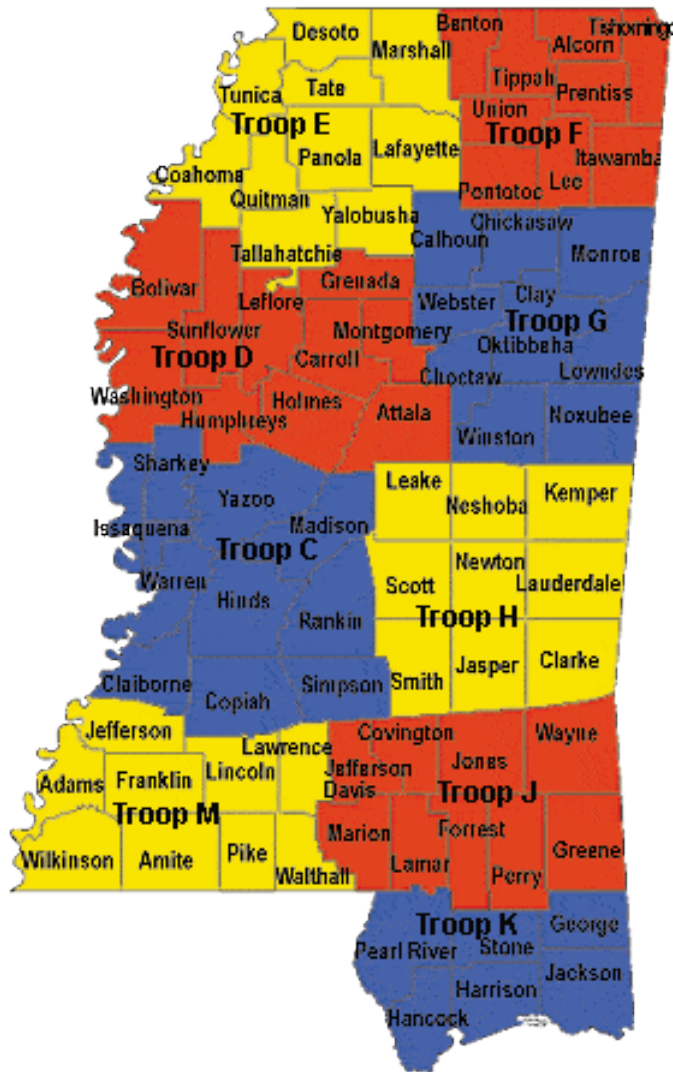 Desoto
Marshall
Benton
Alcorn
Tishomingo
Tippah
Tunica
Tate
Prentiss
Union
Troop E
Troop F
Panola
Lafayette
Itawamba
Coahoma
Lee
Quitman
Pontotoc
Yalobusha
Chickasaw
Calhoun
Tallahatchie
Monroe
Grenada
Bolivar
Leflore
Webster
Clay
Sunflower
Montgomery
Troop G
Troop D
Carroll
Oktibbeha
Choctaw
Lowndes
Washington
Holmes
Attala
Humphreys
Noxubee
Winston
Sharkey
Leake
Neshoba
Kemper
Yazoo
Issaquena
Madison
Troop C
Newton
Warren
Scott
Lauderdale
Hinds
Rankin
Troop H
Jasper
Clarke
Claiborne
Simpson
Smith
Copiah
Jefferson
Covington
Wayne
Lawrence
Jones
Adams
Franklin
Lincoln
Jefferson
Davis
Troop J
Troop M
Marion
Forrest
Wilkinson
Amite
Pike
Lamar
Greene
Walthall
Perry
Troop K
George
Pearl River
Stone
Jackson
Harrison
Hancock